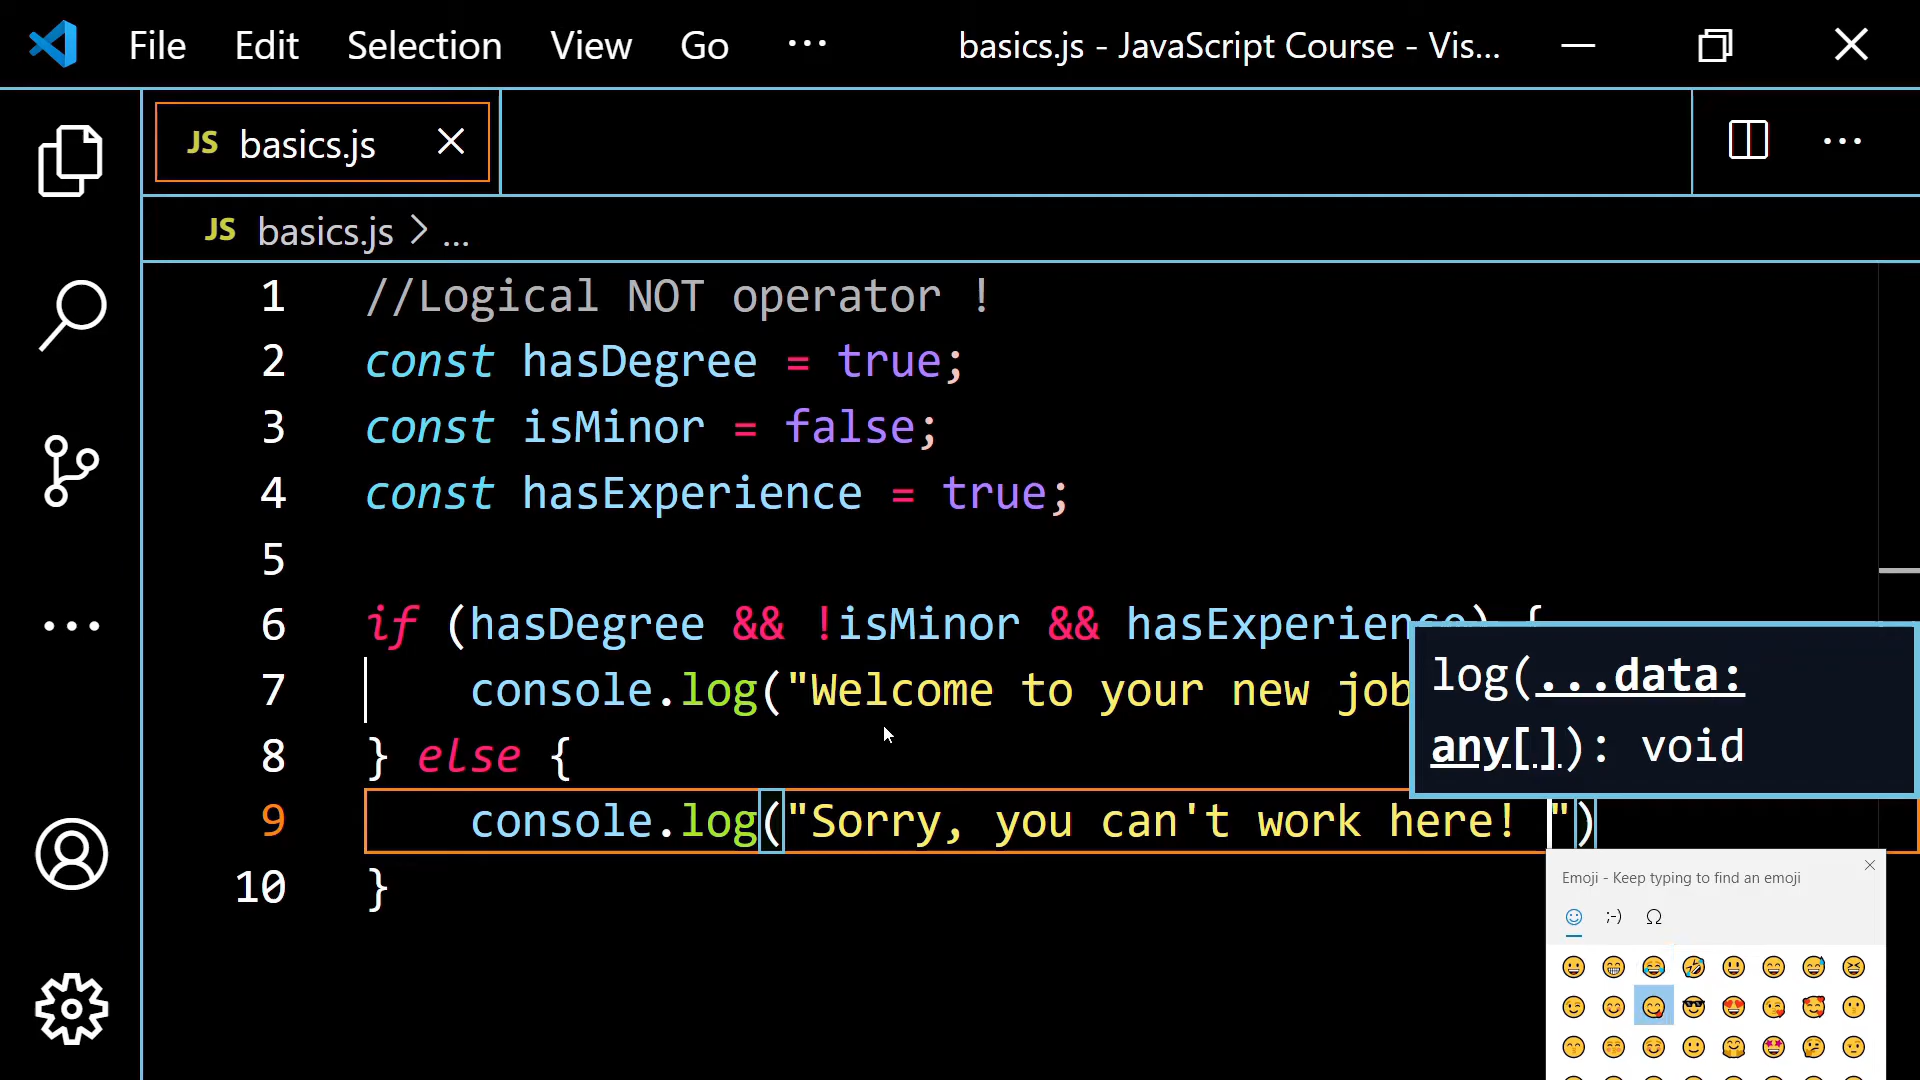 File Edit Selection View Go ... basics.js - JavaScript Course - Vis...
JS basics.js
JS basics.js > ...
1 //Logical NOT operator !
2 const hasDegree = true;
3 const isMinor = false;
4 const hasExperience = true;
5
6 if (hasDegree && !isMinor && hasExperience) {
7 console.log("Welcome to your new job
8 } else {
9 console.log("Sorry, you can't work here! ")
10 }
log(...data:
any[]): void
Emoji - Keep typing to find an emoji
;-) Ω